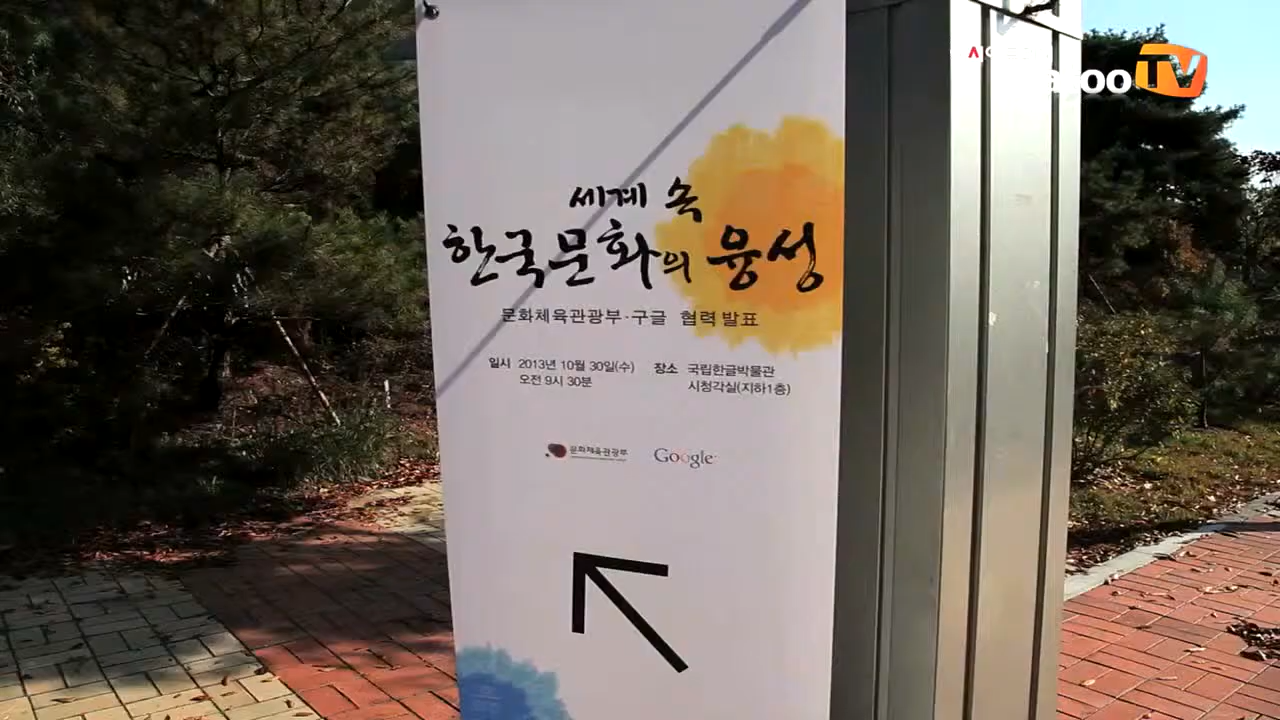 TV
세계 속
한국문화의 융성
문화체육관광부·구글 협력 발표
일시 2013년 10월 30일(수) 장소 국립한글박물관
오전 9시 30분 시청각실(지하1층)
문화체육관광부 Google